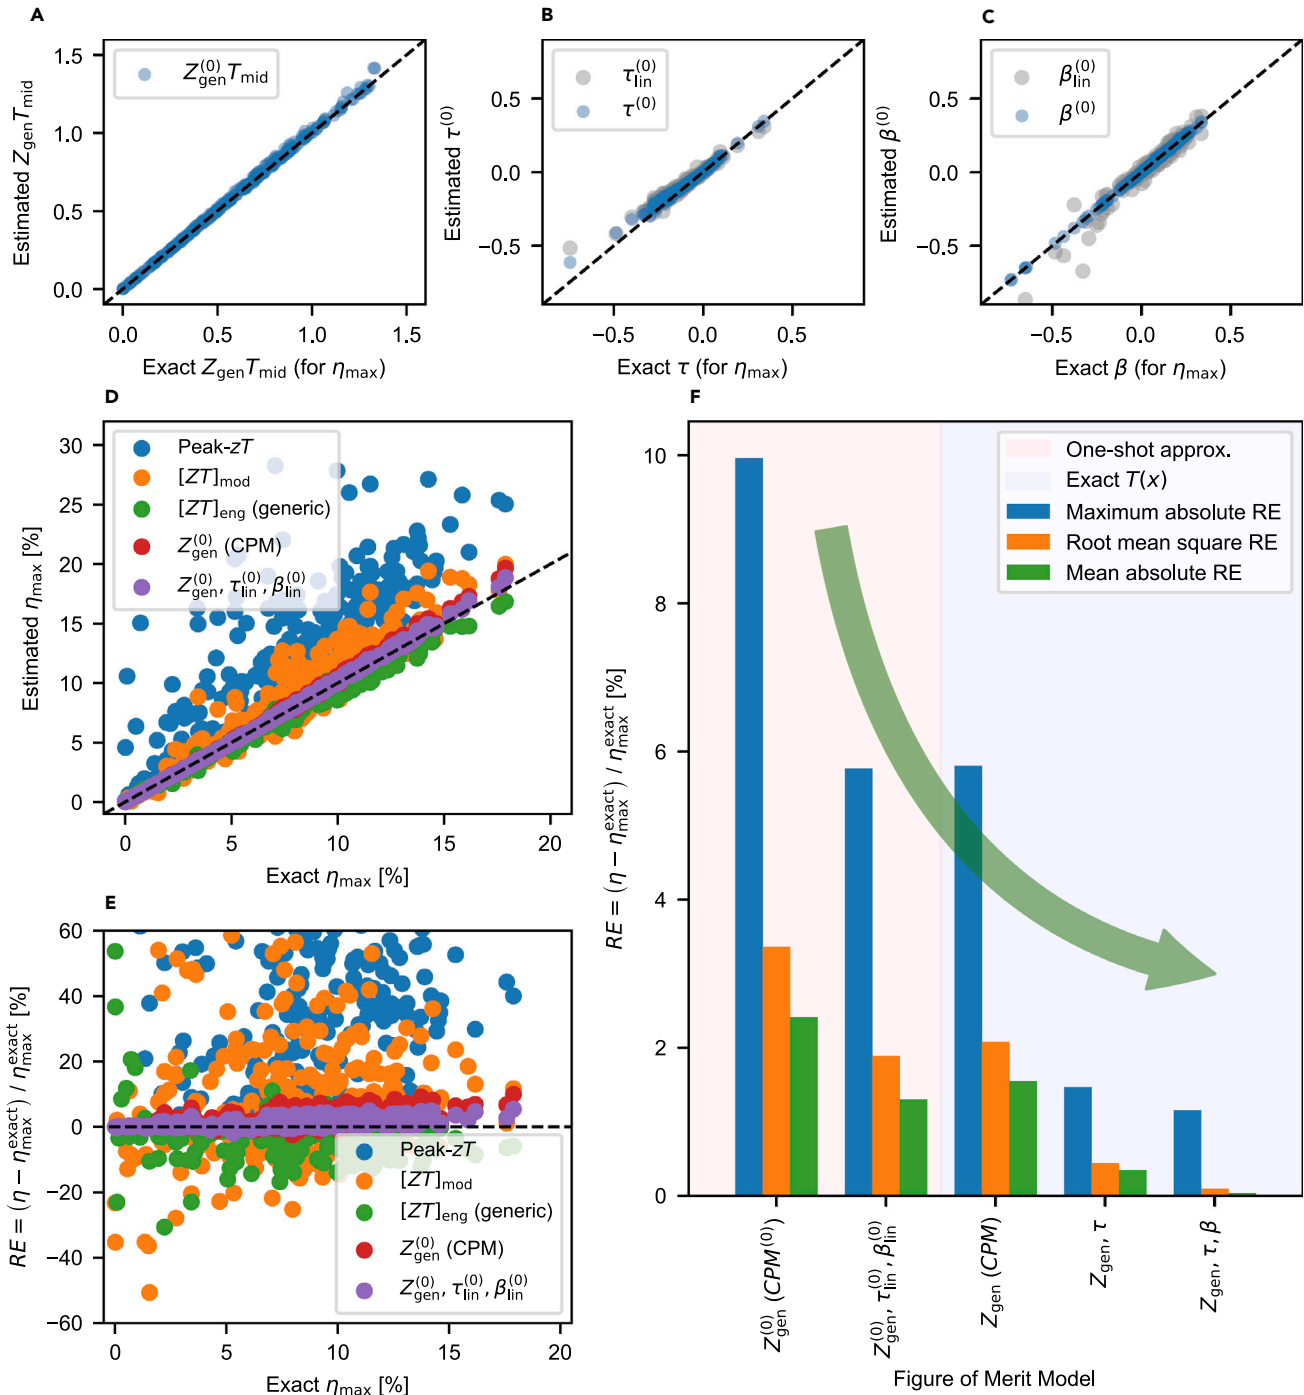 A
1.5
1.0
0.5
0.0
0.0
0.5
1.0
1.5
Z_gen^(0) T_mid
Estimated Z_gen T_mid
Exact Z_gen T_mid (for η_max)
B
0.5
0.0
−0.5
−0.5
0.0
0.5
τ_lin^(0)
τ^(0)
Estimated τ^(0)
Exact τ (for η_max)
C
0.5
0.0
−0.5
−0.5
0.0
0.5
β_lin^(0)
β^(0)
Estimated β^(0)
Exact β (for η_max)
D
30
25
20
15
10
5
0
0
5
10
15
20
Peak-zT
[ZT]_mod
[ZT]_eng (generic)
Z_gen^(0) (CPM)
Z_gen^(0), τ_lin^(0), β_lin^(0)
Estimated η_max [%]
Exact η_max [%]
E
60
40
20
0
−20
−40
−60
0
5
10
15
20
Peak-zT
[ZT]_mod
[ZT]_eng (generic)
Z_gen^(0) (CPM)
Z_gen^(0), τ_lin^(0), β_lin^(0)
RE = (η − η_max^exact) / η_max^exact [%]
Exact η_max [%]
F
10
8
6
4
2
0
One-shot approx.
Exact T(x)
Maximum absolute RE
Root mean square RE
Mean absolute RE
RE = (η − η_max^exact) / η_max^exact [%]
Z_gen^(0) (CPM^(0))
Z_gen^(0), τ_lin^(0), β_lin^(0)
Z_gen (CPM)
Z_gen, τ
Z_gen, τ, β
Figure of Merit Model